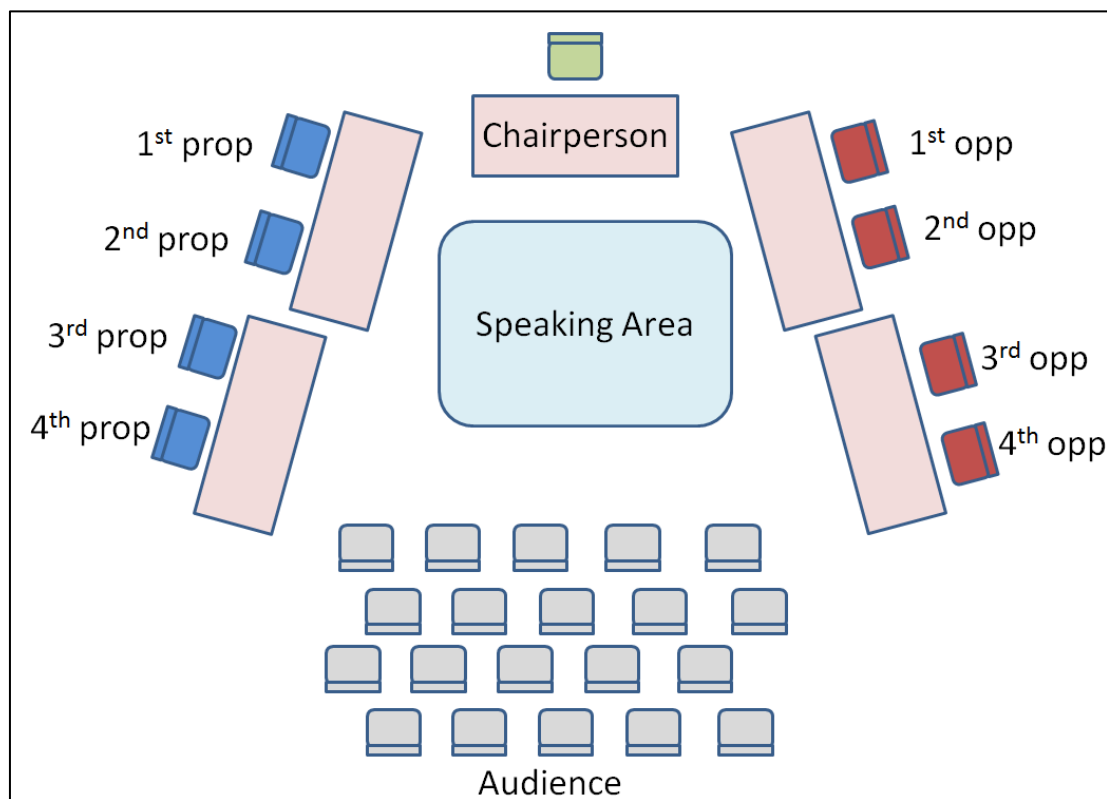 Chairperson
1st prop
1st opp
2nd prop
2nd opp
Speaking Area
3rd prop
3rd opp
4th prop
4th opp
Audience